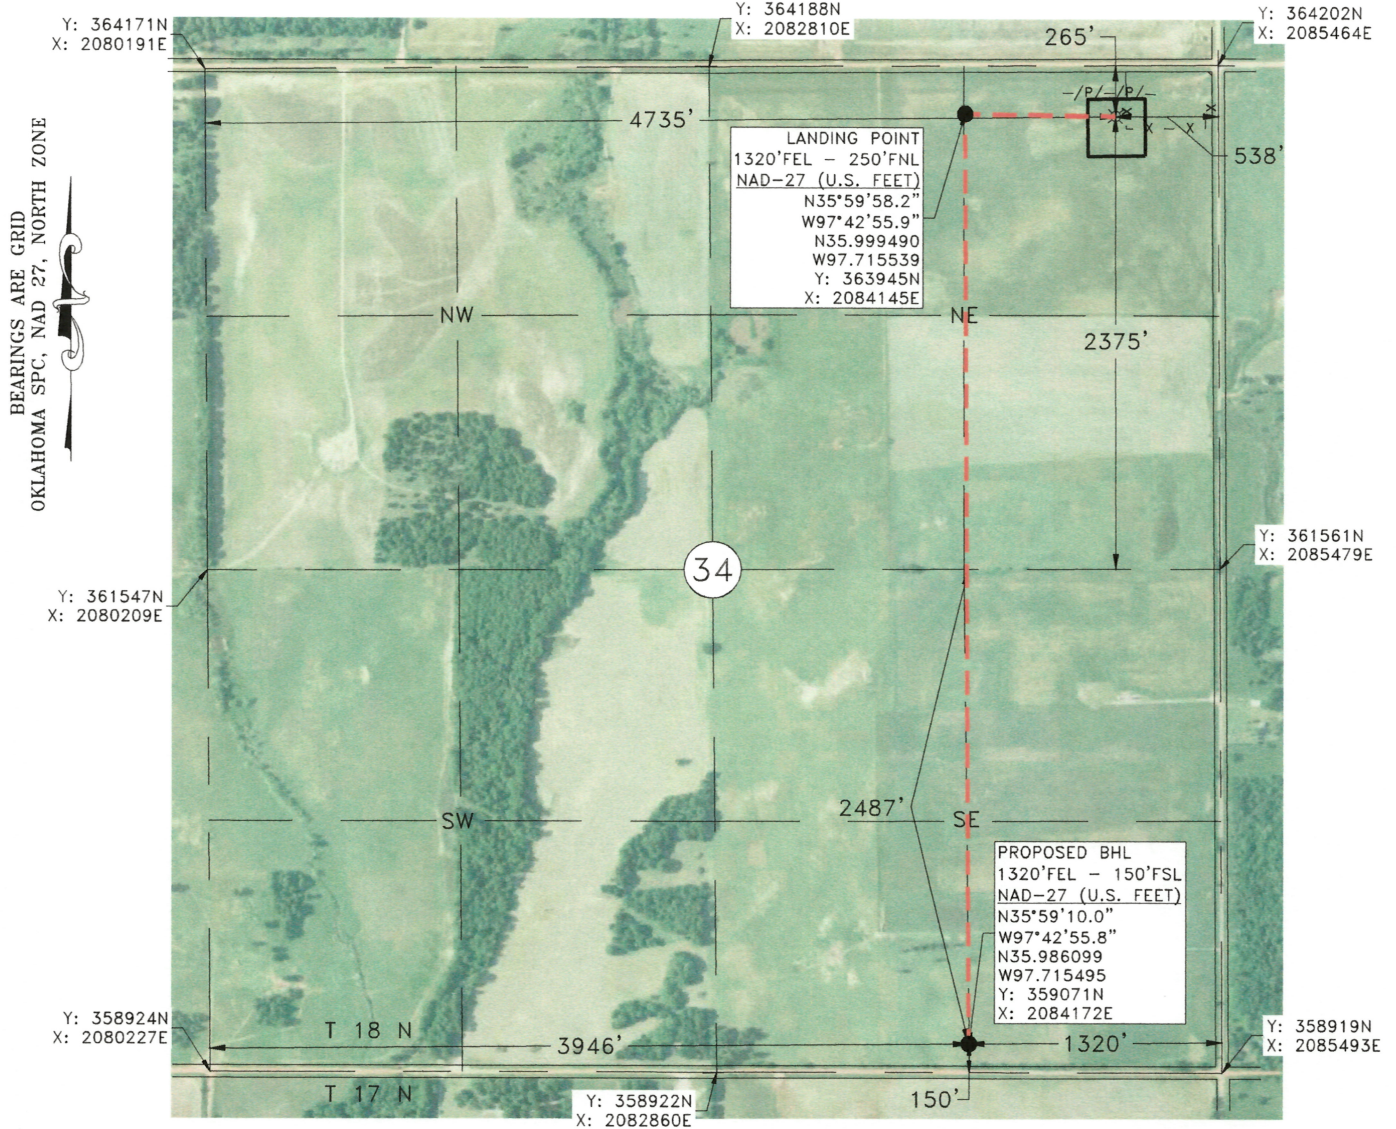 Y: 364171N
X: 2080191E
Y: 364188N
X: 2082810E
Y: 364202N
X: 2085464E
265'
-/P/-/P/-
4735'
X
X
- X - X
538'
BEARINGS ARE GRID
OKLAHOMA SPC, NAD 27, NORTH ZONE
LANDING POINT
1320'FEL - 250'FNL
NAD-27 (U.S. FEET)
N35°59'58.2"
W97°42'55.9"
N35.999490
W97.715539
Y: 363945N
X: 2084145E
NW
NE
2375'
34
Y: 361547N
X: 2080209E
Y: 361561N
X: 2085479E
2487'
SW
SE
PROPOSED BHL
1320'FEL - 150'FSL
NAD-27 (U.S. FEET)
N35°59'10.0"
W97°42'55.8"
N35.986099
W97.715495
Y: 359071N
X: 2084172E
Y: 358924N
X: 2080227E
T 18 N
3946'
1320'
Y: 358919N
X: 2085493E
T 17 N
Y: 358922N
X: 2082860E
150'